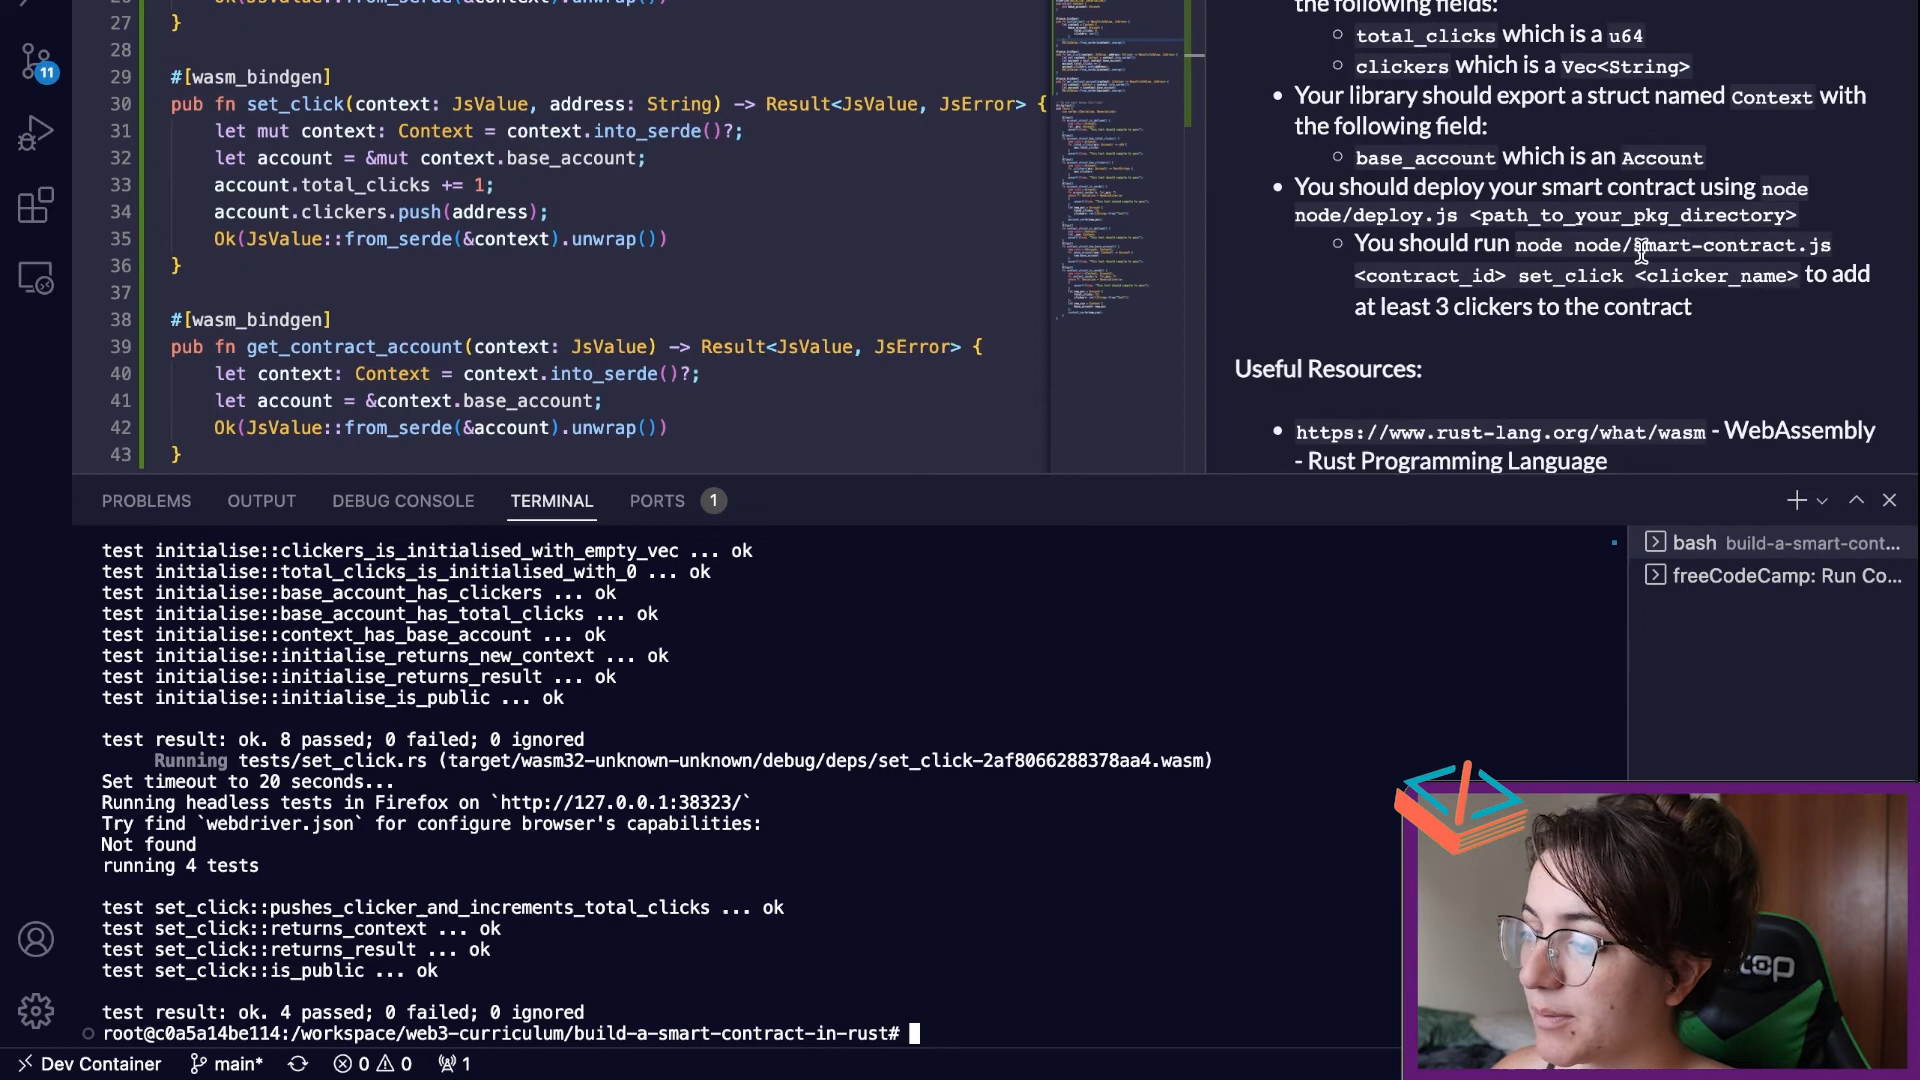 27 }
28
29 #[wasm_bindgen]
30 pub fn set_click(context: JsValue, address: String) -> Result<JsValue, JsError> {
31 let mut context: Context = context.into_serde()?;
32 let account = &mut context.base_account;
33 account.total_clicks += 1;
34 account.clickers.push(address);
35 Ok(JsValue::from_serde(&context).unwrap())
36 }
37
38 #[wasm_bindgen]
39 pub fn get_contract_account(context: JsValue) -> Result<JsValue, JsError> {
40 let context: Context = context.into_serde()?;
41 let account = &context.base_account;
42 Ok(JsValue::from_serde(&account).unwrap())
43 }
the following fields:
total_clicks which is a u64
clickers which is a Vec<String>
Your library should export a struct named Context with
the following field:
base_account which is an Account
You should deploy your smart contract using node
node/deploy.js <path_to_your_pkg_directory>
You should run node node/smart-contract.js
<contract_id> set_click <clicker_name> to add
at least 3 clickers to the contract
Useful Resources:
https://www.rust-lang.org/what/wasm - WebAssembly
- Rust Programming Language
11
PROBLEMS OUTPUT DEBUG CONSOLE TERMINAL PORTS 1
test initialise::clickers_is_initialised_with_empty_vec ... ok
test initialise::total_clicks_is_initialised_with_0 ... ok
test initialise::base_account_has_clickers ... ok
test initialise::base_account_has_total_clicks ... ok
test initialise::context_has_base_account ... ok
test initialise::initialise_returns_new_context ... ok
test initialise::initialise_returns_result ... ok
test initialise::initialise_is_public ... ok
test result: ok. 8 passed; 0 failed; 0 ignored
Running tests/set_click.rs (target/wasm32-unknown-unknown/debug/deps/set_click-2af8066288378aa4.wasm)
Set timeout to 20 seconds...
Running headless tests in Firefox on `http://127.0.0.1:38323/`
Try find `webdriver.json` for configure browser's capabilities:
Not found
running 4 tests
test set_click::pushes_clicker_and_increments_total_clicks ... ok
test set_click::returns_context ... ok
test set_click::returns_result ... ok
test set_click::is_public ... ok
test result: ok. 4 passed; 0 failed; 0 ignored
root@c0a5a14be114:/workspace/web3-curriculum/build-a-smart-contract-in-rust#
bash build-a-smart-cont...
freeCodeCamp: Run Co...
Dev Container main* 0 0 1